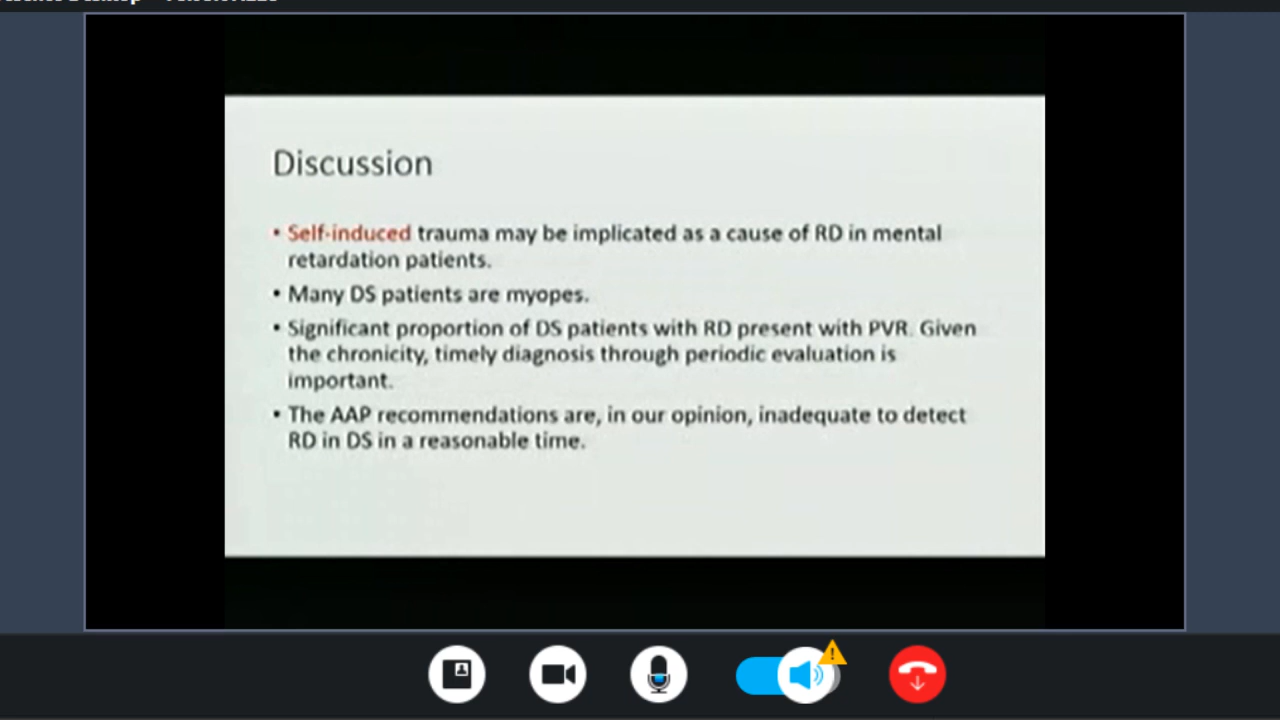 Discussion
• Self-induced trauma may be implicated as a cause of RD in mental
retardation patients.
• Many DS patients are myopes.
• Significant proportion of DS patients with RD present with PVR. Given
the chronicity, timely diagnosis through periodic evaluation is
important.
• The AAP recommendations are, in our opinion, inadequate to detect
RD in DS in a reasonable time.